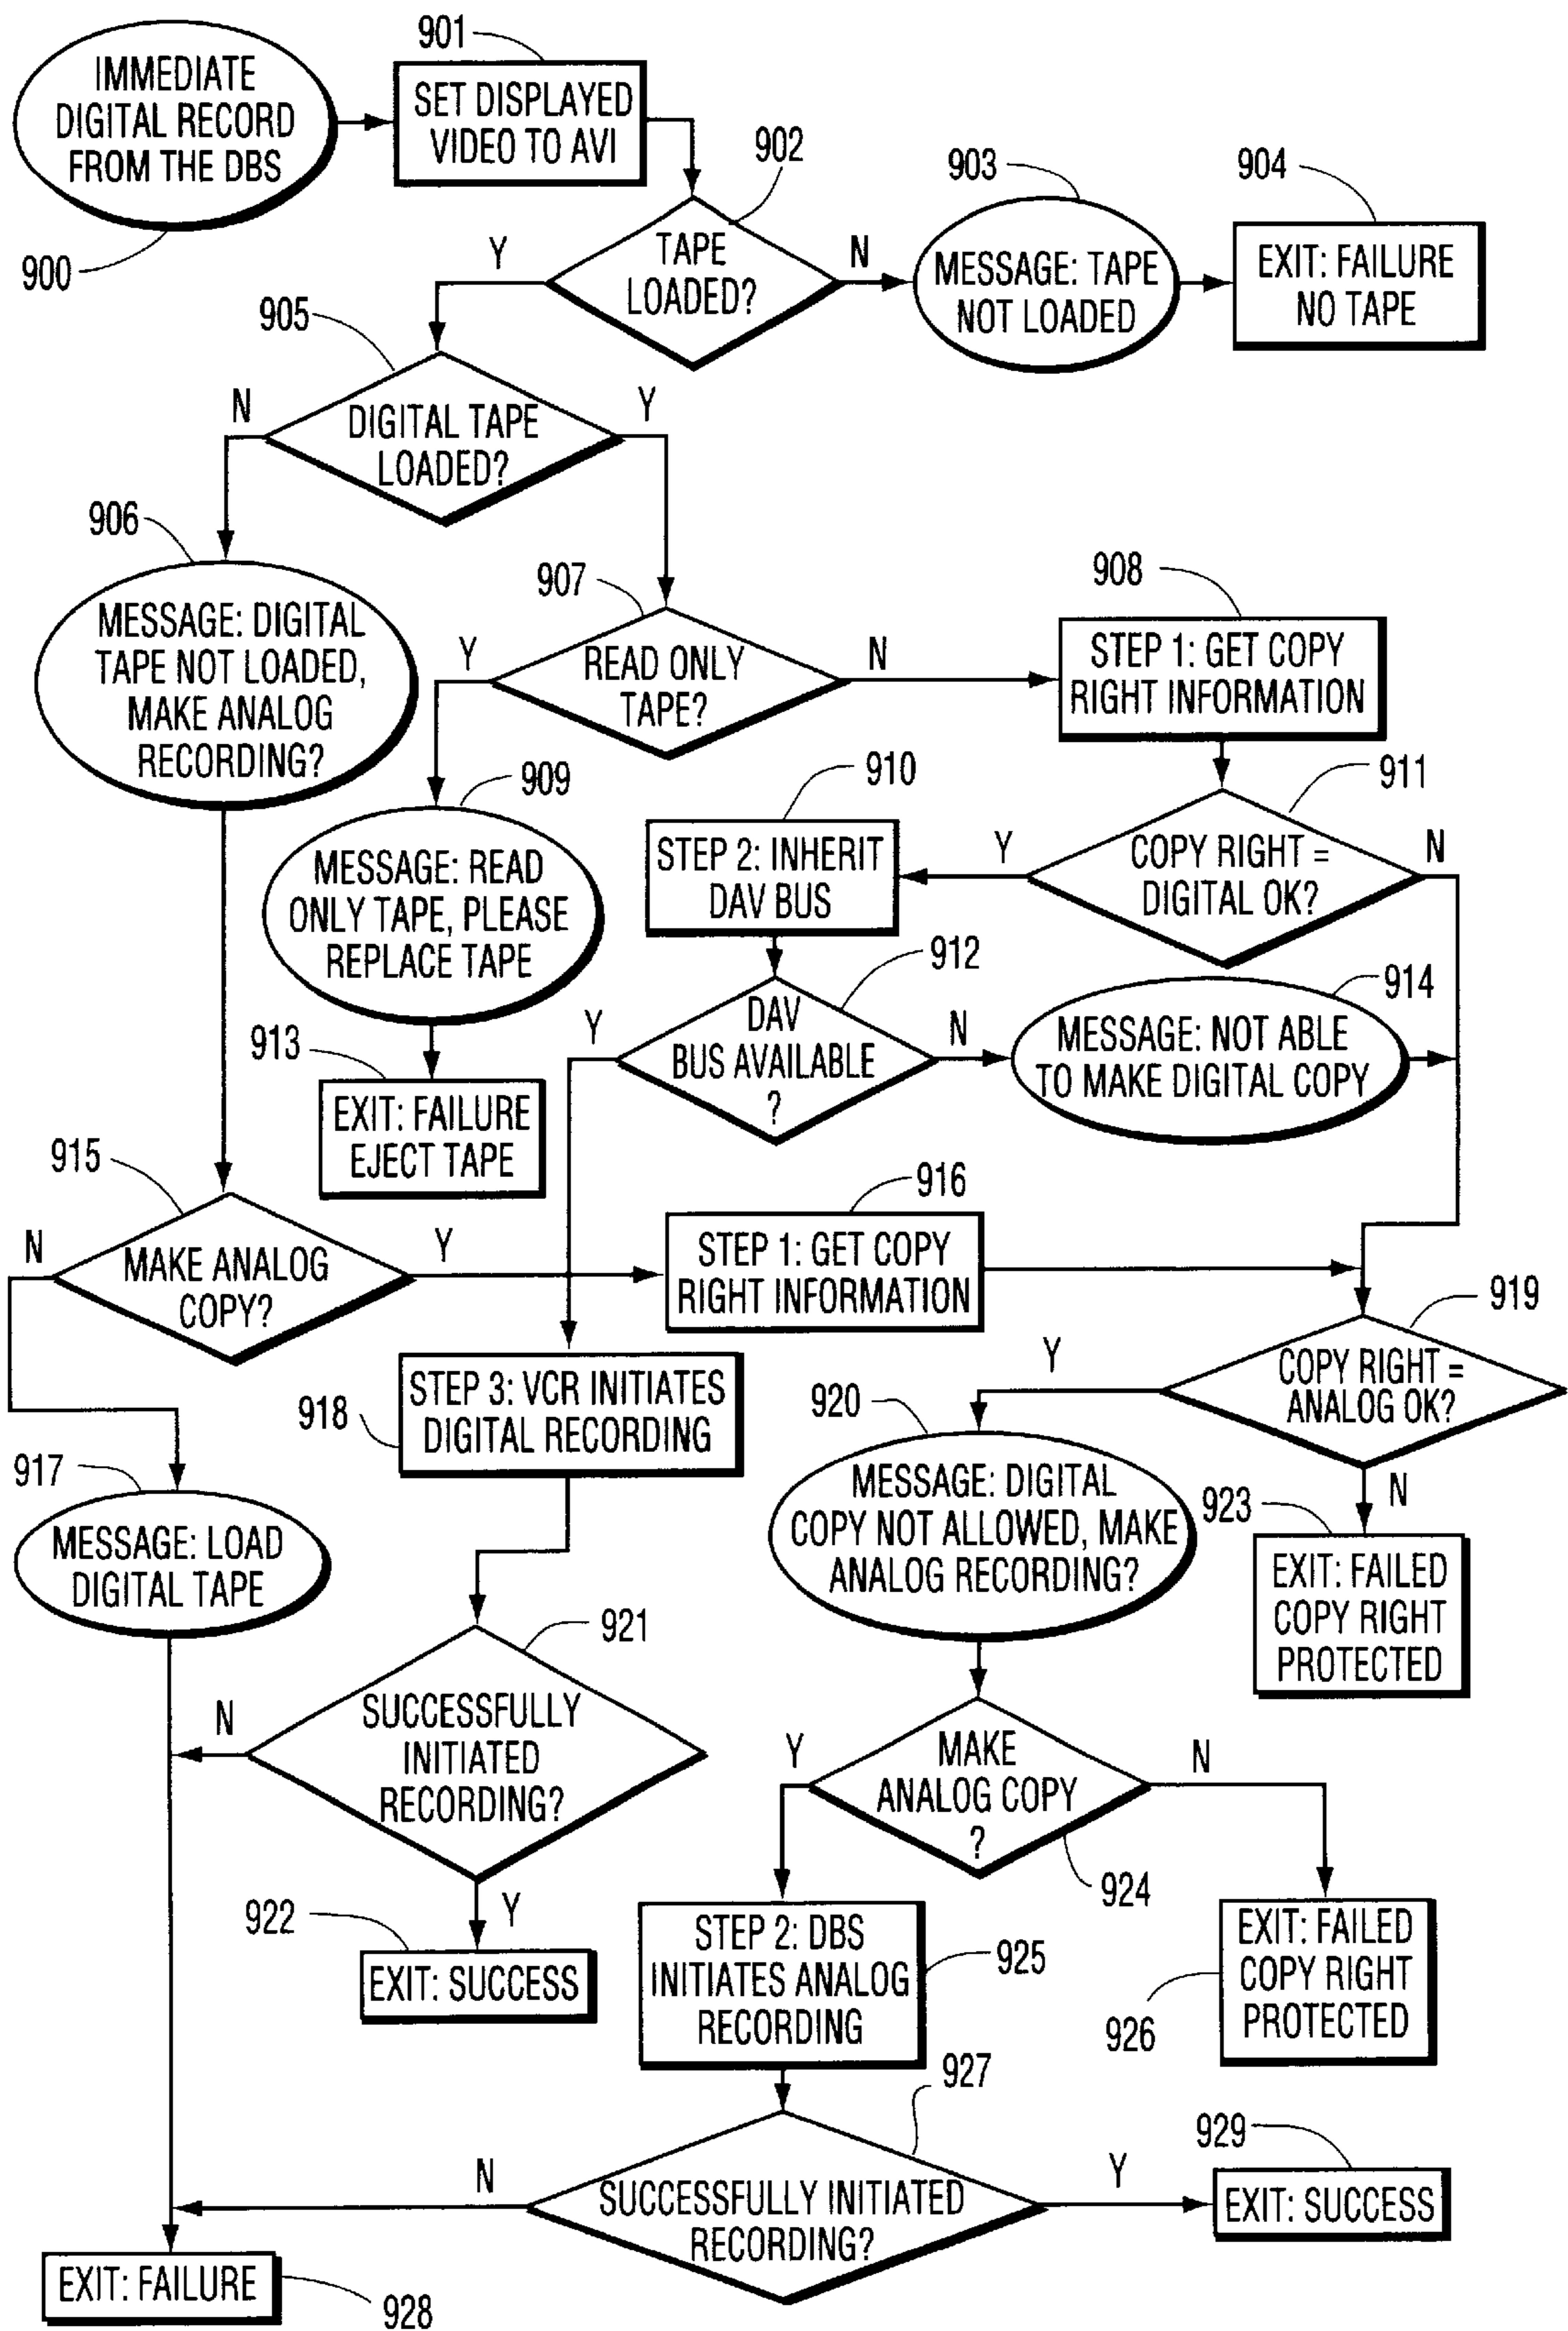 901
IMMEDIATE
DIGITAL RECORD
FROM THE DBS
900
SET DISPLAYED
VIDEO TO AVI
902
903
904
TAPE
LOADED?
Y
N
MESSAGE: TAPE
NOT LOADED
EXIT: FAILURE
NO TAPE
905
DIGITAL TAPE
LOADED?
N
Y
906
MESSAGE: DIGITAL
TAPE NOT LOADED,
MAKE ANALOG
RECORDING?
907
READ ONLY
TAPE?
Y
N
908
STEP 1: GET COPY
RIGHT INFORMATION
909
MESSAGE: READ
ONLY TAPE, PLEASE
REPLACE TAPE
910
STEP 2: INHERIT
DAV BUS
911
COPY RIGHT =
DIGITAL OK?
Y
N
912
DAV
BUS AVAILABLE
?
Y
N
914
MESSAGE: NOT ABLE
TO MAKE DIGITAL COPY
913
EXIT: FAILURE
EJECT TAPE
915
MAKE ANALOG
COPY?
N
Y
916
STEP 1: GET COPY
RIGHT INFORMATION
919
COPY RIGHT =
ANALOG OK?
Y
N
918
STEP 3: VCR INITIATES
DIGITAL RECORDING
917
MESSAGE: LOAD
DIGITAL TAPE
920
MESSAGE: DIGITAL
COPY NOT ALLOWED, MAKE
ANALOG RECORDING?
923
EXIT: FAILED
COPY RIGHT
PROTECTED
921
SUCCESSFULLY
INITIATED
RECORDING?
N
Y
922
EXIT: SUCCESS
MAKE
ANALOG COPY
?
Y
N
924
STEP 2: DBS
INITIATES ANALOG
RECORDING
925
EXIT: FAILED
COPY RIGHT
PROTECTED
926
927
SUCCESSFULLY INITIATED
RECORDING?
N
Y
929
EXIT: SUCCESS
EXIT: FAILURE
928